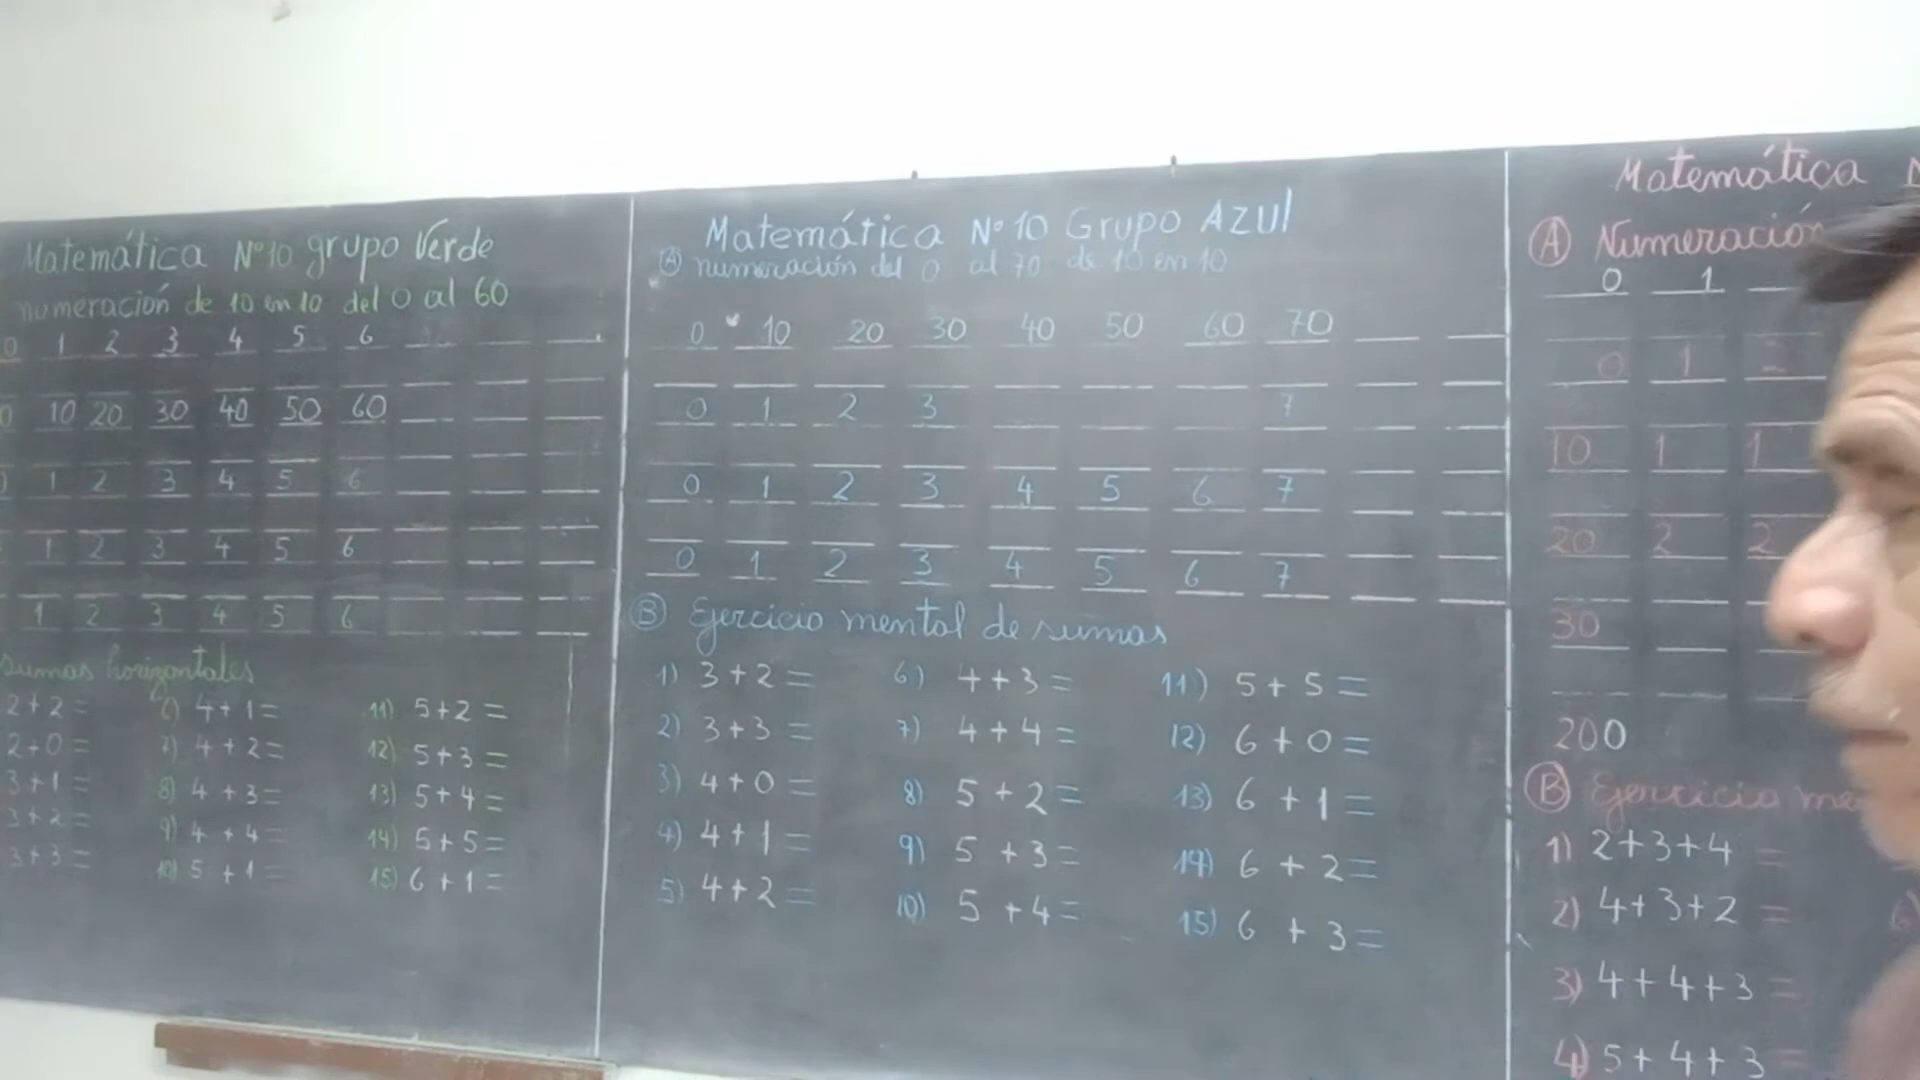 Matemática Nº10 grupo Verde
numeración de 10 en 10 del 0 al 60
0 1 2 3 4 5 6
0 10 20 30 40 50 60
1 2 3 4 5 6
1 2 3 4 5 6
1 2 3 4 5 6
sumas horizontales
2+2=
2+0=
3+1=
3+2=
3+3=
6) 4+1=
7) 4+2=
8) 4+3=
9) 4+4=
10) 5+1=
11) 5+2=
12) 5+3=
13) 5+4=
14) 5+5=
15) 6+1=
Matemática Nº10 Grupo Azul
A) numeración del 0 al 70 de 10 en 10
0 10 20 30 40 50 60 70
0 1 2 3 7
0 1 2 3 4 5 6 7
0 1 2 3 4 5 6 7
B) Ejercicio mental de sumas
1) 3+2=
2) 3+3=
3) 4+0=
4) 4+1=
5) 4+2=
6) 4+3=
7) 4+4=
8) 5+2=
9) 5+3=
10) 5+4=
11) 5+5=
12) 6+0=
13) 6+1=
14) 6+2=
15) 6+3=
Matemática
A) Numeración
0 1
0 1 2
10 1 1
20 2 2
30
200
B) Ejercicio
1) 2+3+4 =
2) 4+3+2 =
3) 4+4+3 =
4) 5+4+3 =